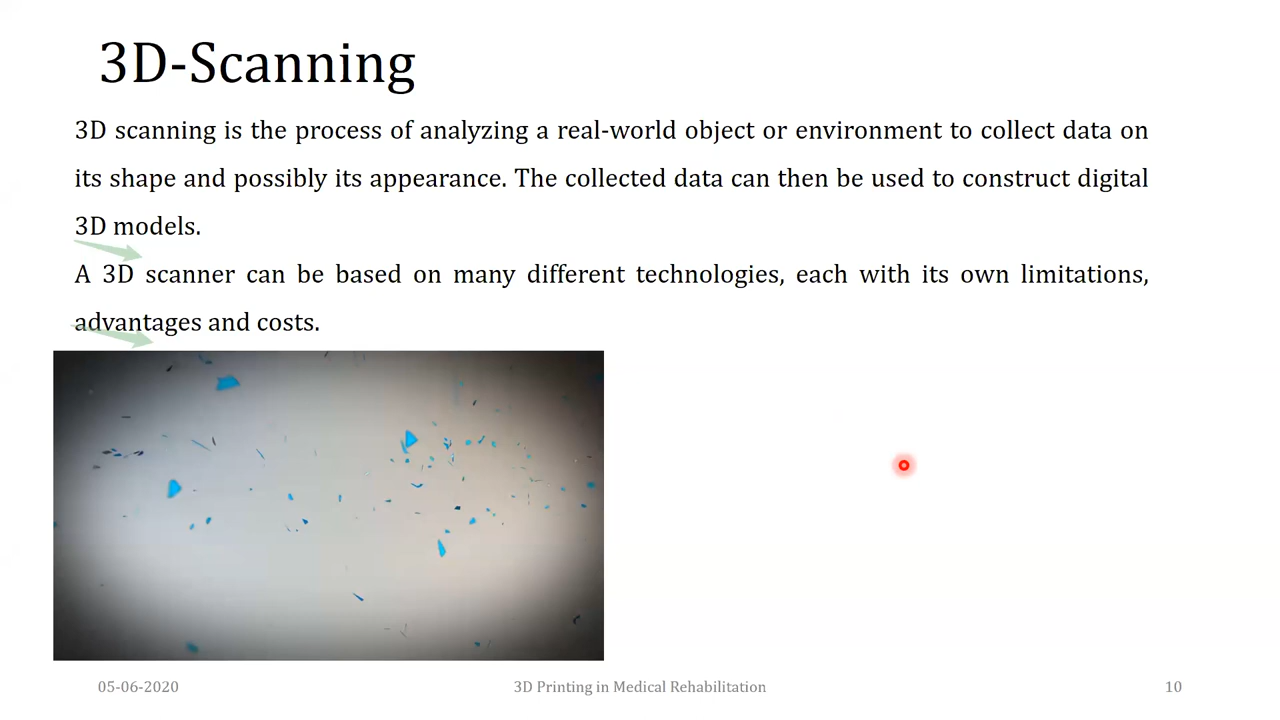 3D-Scanning
3D scanning is the process of analyzing a real-world object or environment to collect data on
its shape and possibly its appearance. The collected data can then be used to construct digital
3D models.
A 3D scanner can be based on many different technologies, each with its own limitations,
advantages and costs.
05-06-2020
3D Printing in Medical Rehabilitation
10